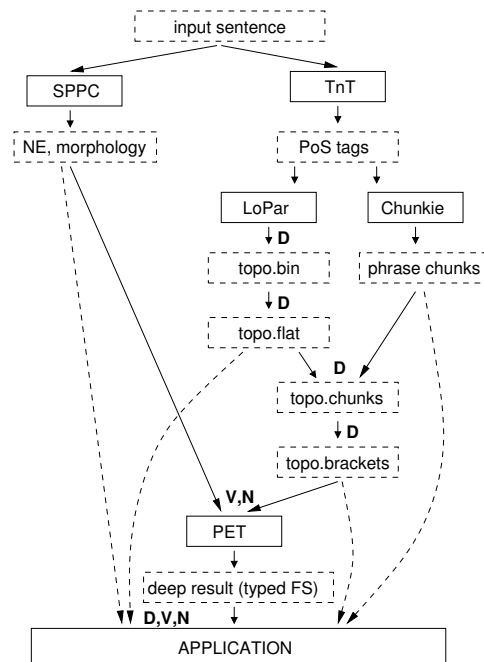 input sentence
SPPC
TnT
NE, morphology
PoS tags
LoPar
Chunkie
D
topo.bin
phrase chunks
D
topo.flat
D
topo.chunks
D
topo.brackets
V,N
PET
deep result (typed FS)
D,V,N
APPLICATION